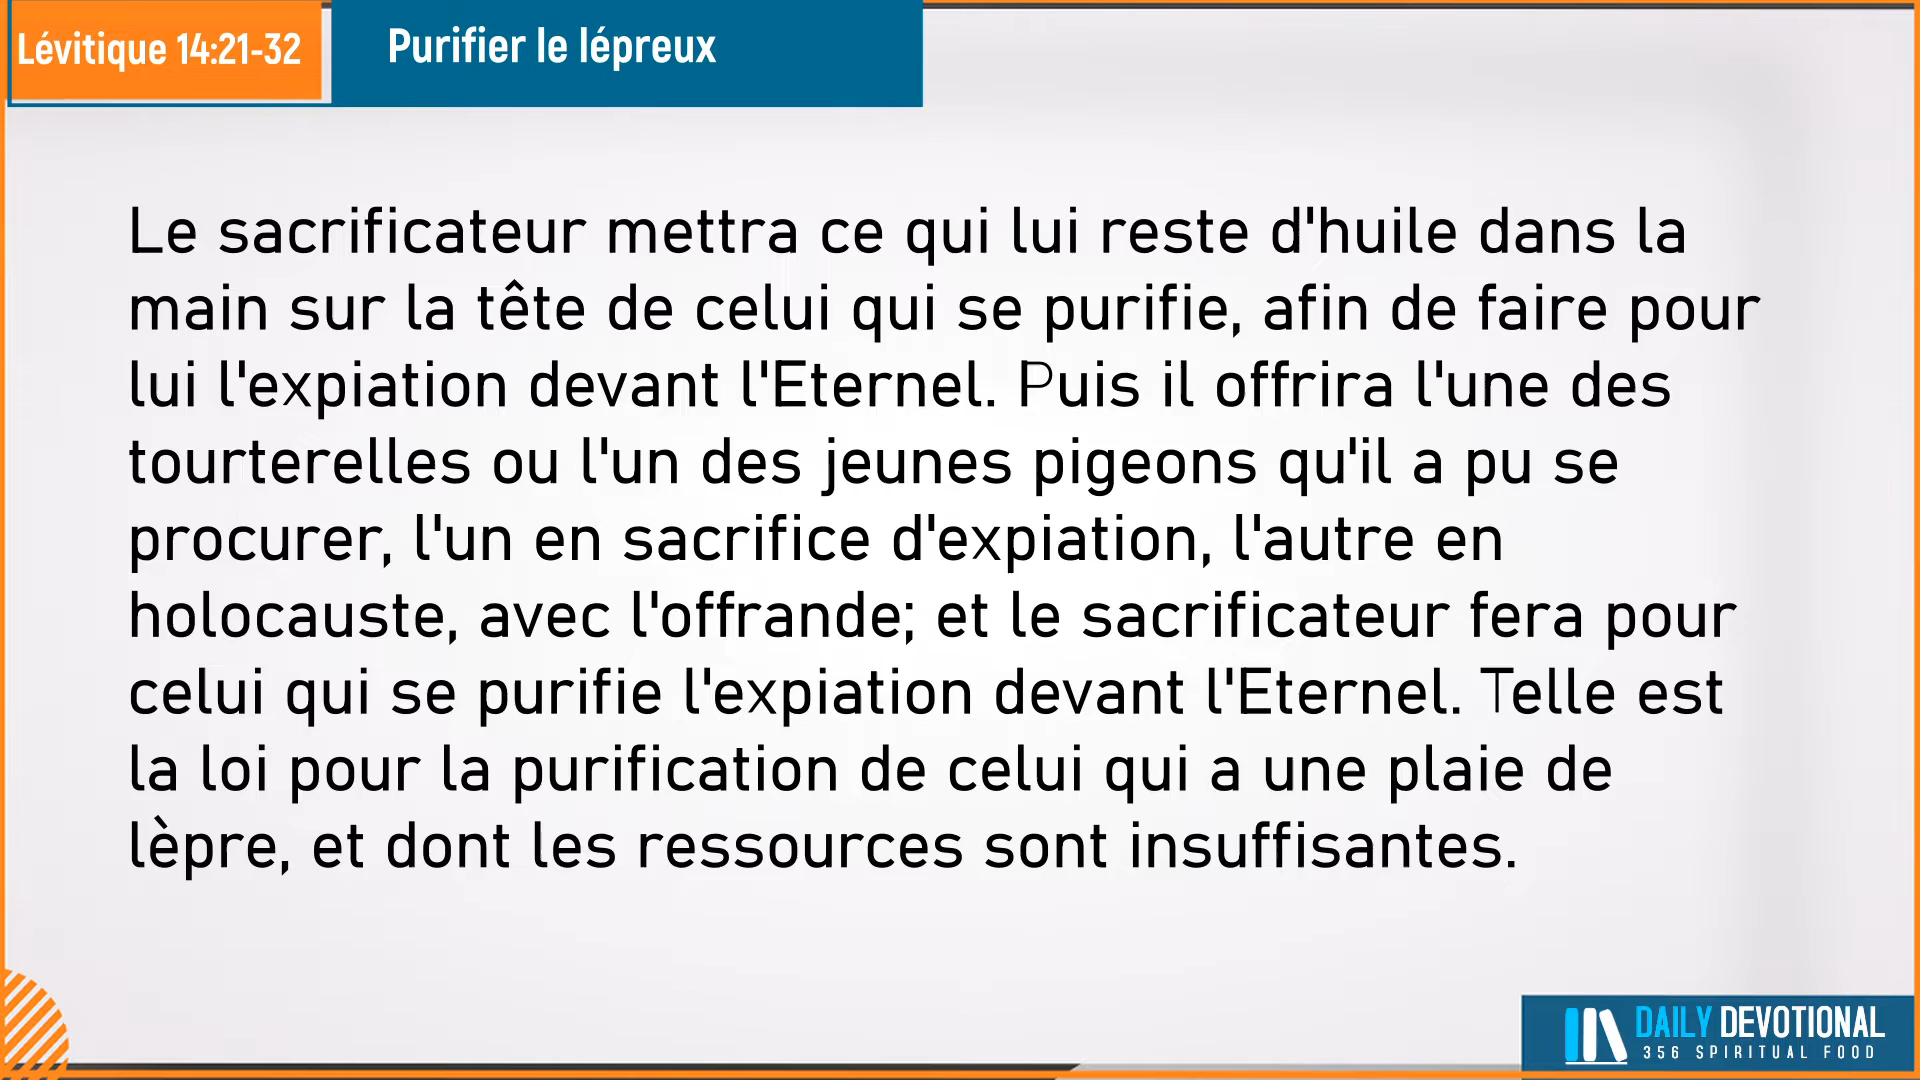 Lévitique 14:21-32
Purifier le lépreux
Le sacrificateur mettra ce qui lui reste d'huile dans la
main sur la tête de celui qui se purifie, afin de faire pour
lui l'expiation devant l'Eternel. Puis il offrira l'une des
tourterelles ou l'un des jeunes pigeons qu'il a pu se
procurer, l'un en sacrifice d'expiation, l'autre en
holocauste, avec l'offrande; et le sacrificateur fera pour
celui qui se purifie l'expiation devant l'Eternel. Telle est
la loi pour la purification de celui qui a une plaie de
lèpre, et dont les ressources sont insuffisantes.
DAILY DEVOTIONAL
356 SPIRITUAL FOOD